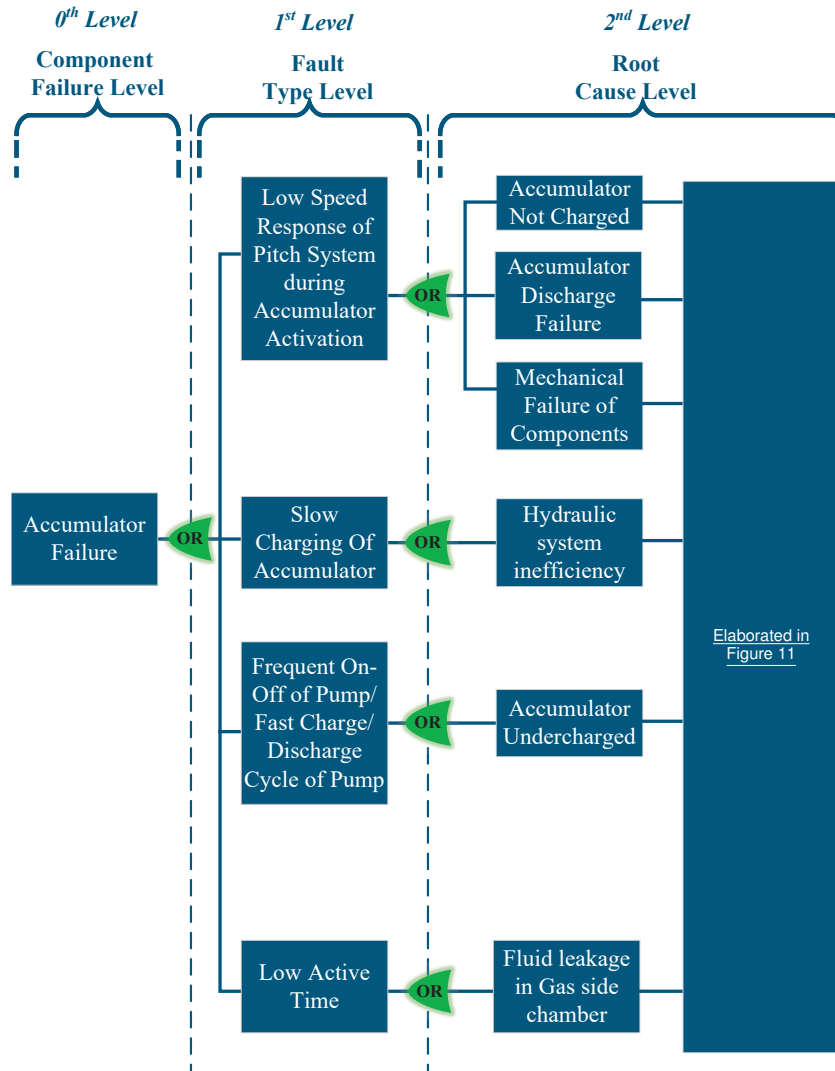 0th Level
Component
Failure Level
1st Level
Fault
Type Level
2nd Level
Root
Cause Level
Accumulator
Failure
OR
Low Speed
Response of
Pitch System
during
Accumulator
Activation
OR
Accumulator
Not Charged
Accumulator
Discharge
Failure
Mechanical
Failure of
Components
Slow
Charging Of
Accumulator
OR
Hydraulic
system
inefficiency
Frequent On-
Off of Pump/
Fast Charge/
Discharge
Cycle of Pump
OR
Accumulator
Undercharged
Low Active
Time
OR
Fluid leakage
in Gas side
chamber
Elaborated in
Figure 11